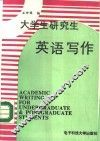 大学生研究生
英语写作
ACADEMIC
WRITING FOR
UNDERGRADUATE
& POSTGRADUATE
STUDENTS
电子科技大学出版社